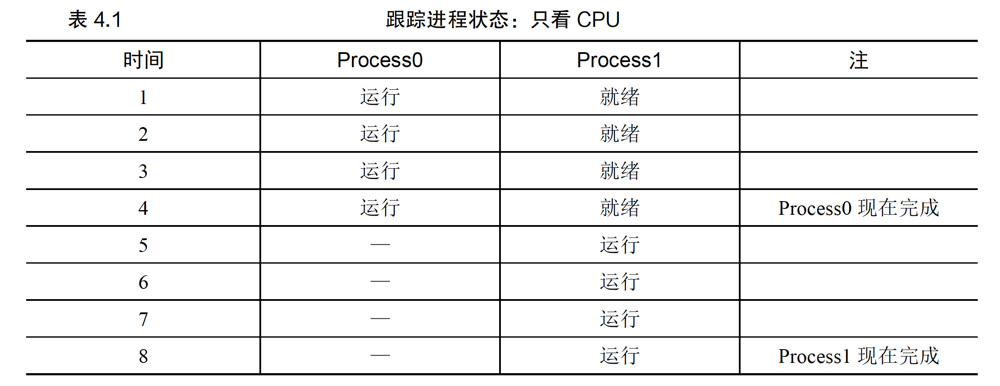 表 4.1 跟踪进程状态：只看 CPU
时间 Process0 Process1 注
1 运行 就绪
2 运行 就绪
3 运行 就绪
4 运行 就绪 Process0 现在完成
5 — 运行
6 — 运行
7 — 运行
8 — 运行 Process1 现在完成